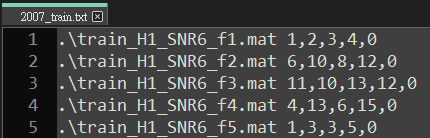 2007_train.txt
1 .\train_H1_SNR6_f1.mat 1,2,3,4,0
2 .\train_H1_SNR6_f2.mat 6,10,8,12,0
3 .\train_H1_SNR6_f3.mat 11,10,13,12,0
4 .\train_H1_SNR6_f4.mat 4,13,6,15,0
5 .\train_H1_SNR6_f5.mat 1,3,3,5,0